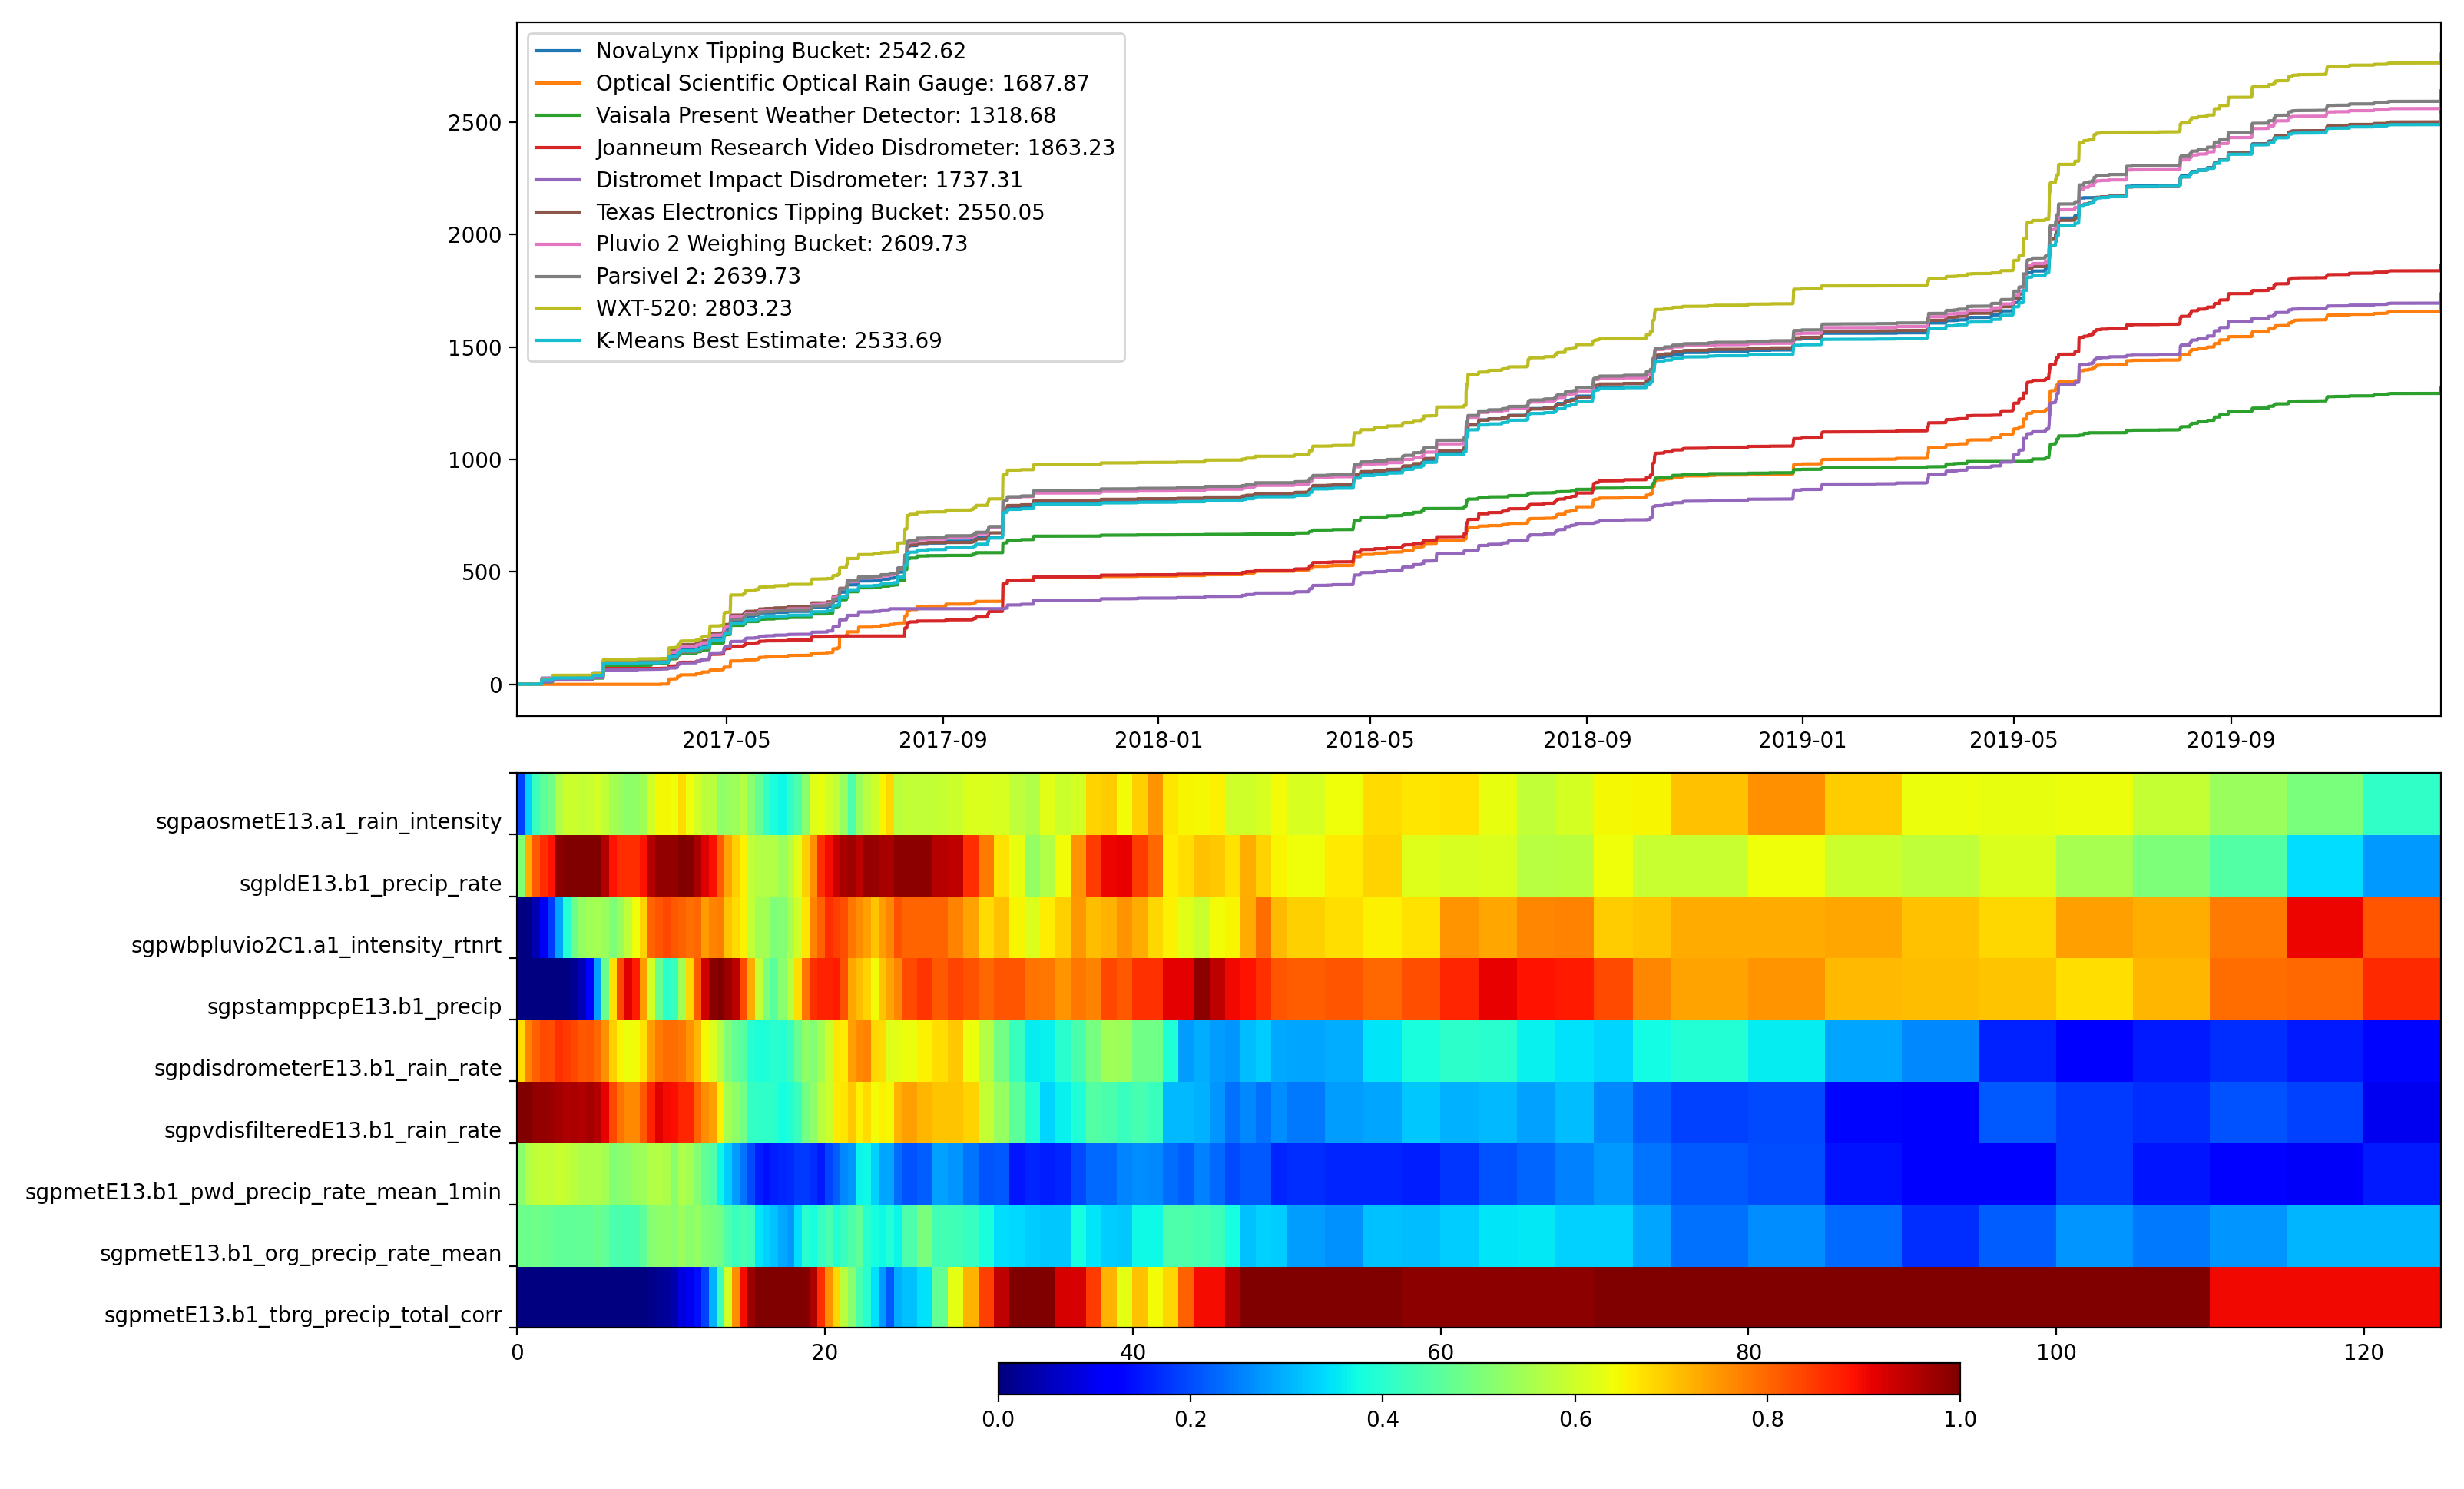 NovaLynx Tipping Bucket: 2542.62
Optical Scientific Optical Rain Gauge: 1687.87
Vaisala Present Weather Detector: 1318.68
Joanneum Research Video Disdrometer: 1863.23
Distromet Impact Disdrometer: 1737.31
Texas Electronics Tipping Bucket: 2550.05
Pluvio 2 Weighing Bucket: 2609.73
Parsivel 2: 2639.73
WXT-520: 2803.23
K-Means Best Estimate: 2533.69
2500
2000
1500
1000
500
0
2017-05 2017-09 2018-01 2018-05 2018-09 2019-01 2019-05 2019-09
sgpaosmetE13.a1_rain_intensity
sgpldE13.b1_precip_rate
sgpwbpluvio2C1.a1_intensity_rtnrt
sgpstamppcpE13.b1_precip
sgpdisdrometerE13.b1_rain_rate
sgpvdisfilteredE13.b1_rain_rate
sgpmetE13.b1_pwd_precip_rate_mean_1min
sgpmetE13.b1_org_precip_rate_mean
sgpmetE13.b1_tbrg_precip_total_corr
0 20 40 60 80 100 120
0.0 0.2 0.4 0.6 0.8 1.0